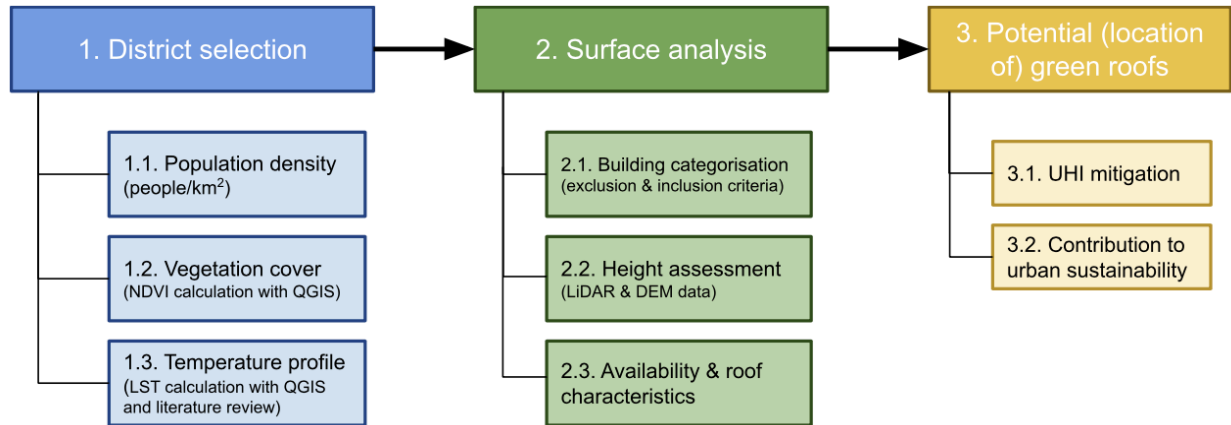 1. District selection
1.1. Population density
(people/km²)
1.2. Vegetation cover
(NDVI calculation with QGIS)
1.3. Temperature profile
(LST calculation with QGIS
and literature review)
2. Surface analysis
2.1. Building categorisation
(exclusion & inclusion criteria)
2.2. Height assessment
(LiDAR & DEM data)
2.3. Availability & roof
characteristics
3. Potential (location
of) green roofs
3.1. UHI mitigation
3.2. Contribution to
urban sustainability